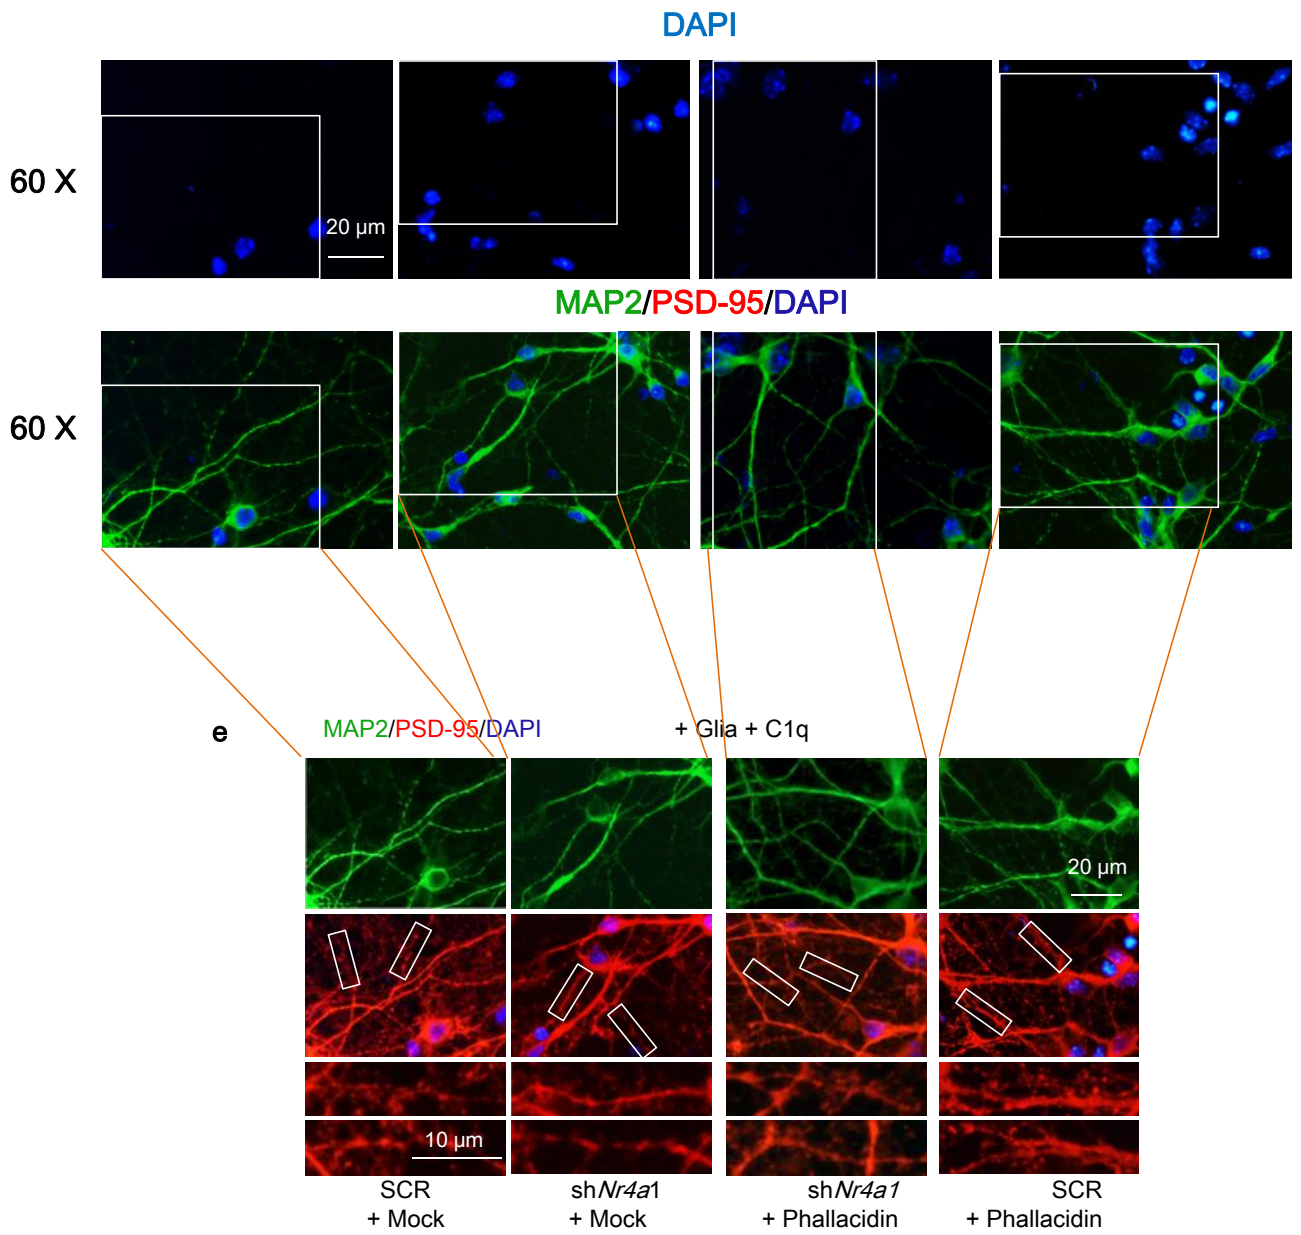 DAPI
60 X
20 µm
MAP2/PSD-95/DAPI
60 X
e
MAP2/PSD-95/DAPI
+ Glia + C1q
20 µm
10 µm
SCR
+ Mock
shNr4a1
+ Mock
shNr4a1
+ Phallacidin
SCR
+ Phallacidin